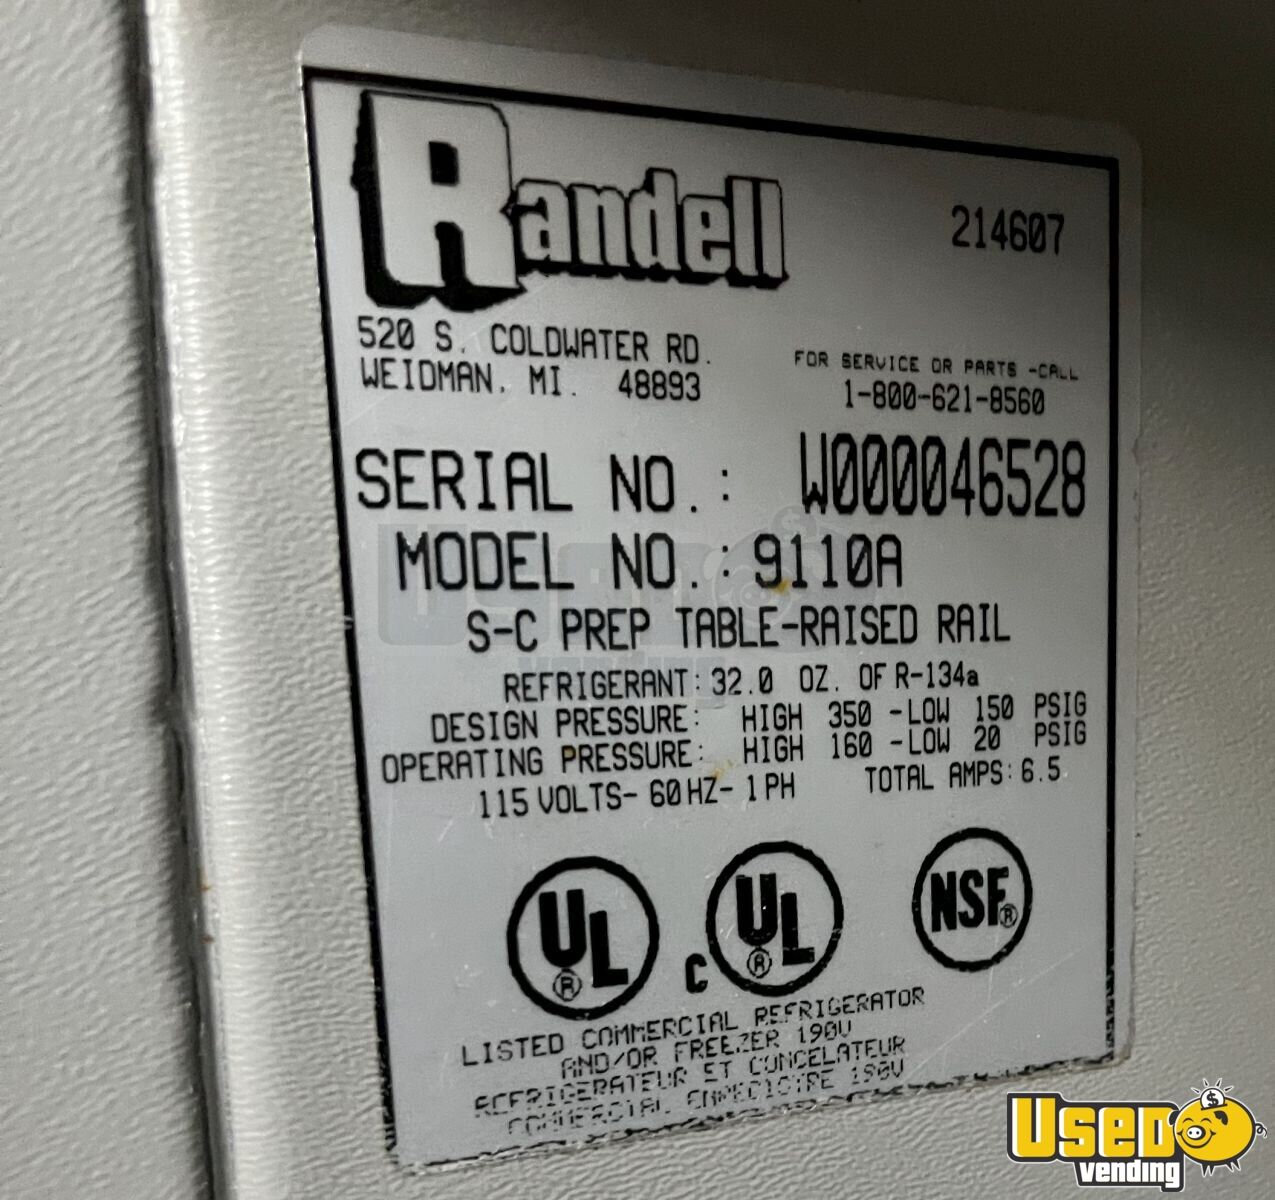 Randell
214607
520 S. COLDWATER RD.
WEIDMAN, MI. 48893
FOR SERVICE OR PARTS -CALL
1-800-621-8560
SERIAL NO.: W000046528
MODEL NO.: 9110A
S-C PREP TABLE-RAISED RAIL
REFRIGERANT: 32.0 OZ. OF R-134a
DESIGN PRESSURE: HIGH 350 -LOW 150 PSIG
OPERATING PRESSURE: HIGH 160 -LOW 20 PSIG
115 VOLTS- 60 HZ- 1 PH TOTAL AMPS: 6.5
UL ® C UL ® NSF ®
LISTED COMMERCIAL REFRIGERATOR
AND/OR FREEZER 190U
REFRIGERATEUR ET
COMMERCIAL
USED
Vending